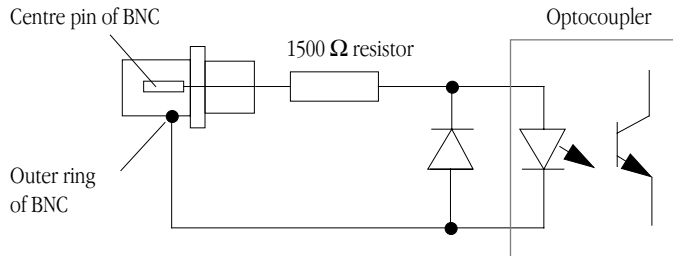 Centre pin of BNC
Optocoupler
1500 Ω resistor
Outer ring
of BNC